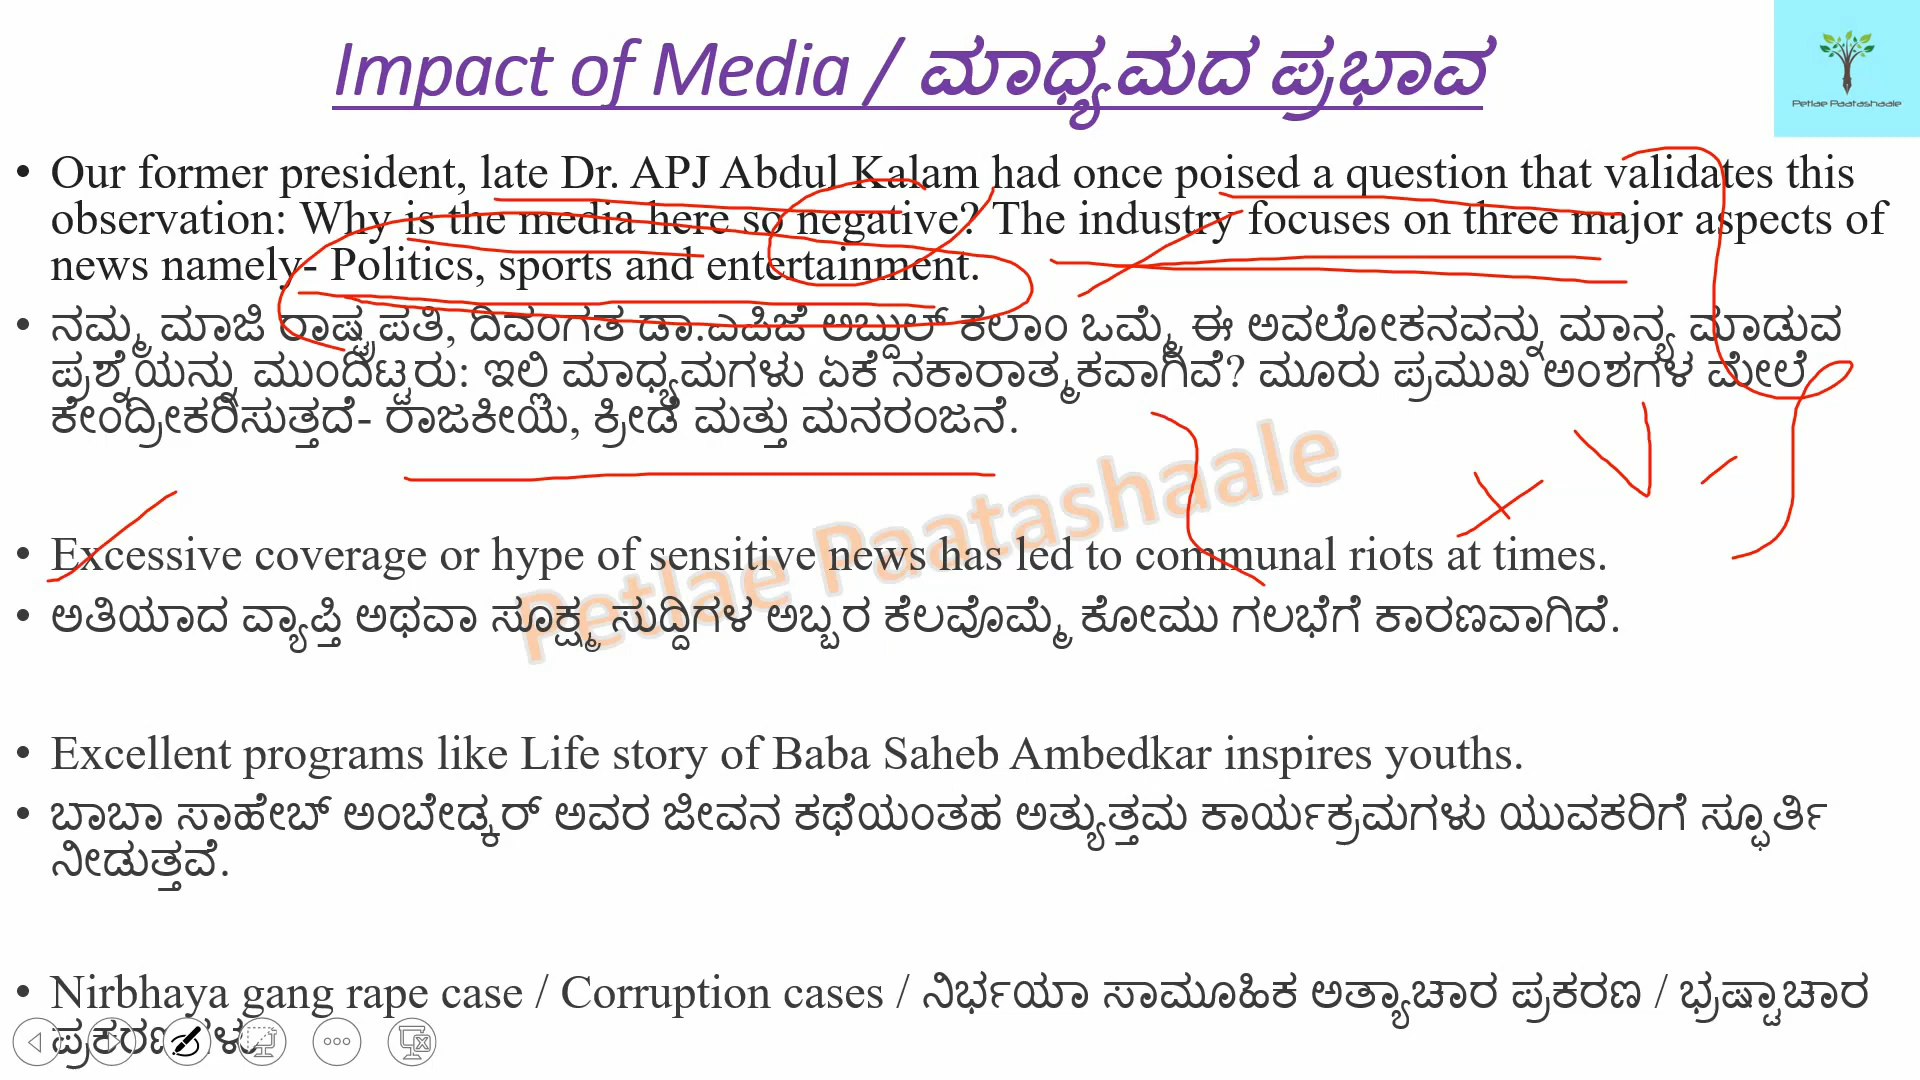 Impact of Media / ಮಾಧ್ಯಮದ ಪ್ರಭಾವ
Petlae Paatashaale
• Our former president, late Dr. APJ Abdul Kalam had once poised a question that validates this
observation: Why is the media here so negative? The industry focuses on three major aspects of
news namely- Politics, sports and entertainment.
• ನಮ್ಮ ಮಾಜಿ ರಾಷ್ಟ್ರಪತಿ, ದಿವಂಗತ ಡಾ.ಎಪಿಜೆ ಅಬ್ದುಲ್ ಕಲಾಂ ಒಮ್ಮೆ ಈ ಅವಲೋಕನವನ್ನು ಮಾನ್ಯ ಮಾಡುವ
ಪ್ರಶ್ನೆಯನ್ನು ಮುಂದಿಟ್ಟರು: ಇಲ್ಲಿ ಮಾಧ್ಯಮಗಳು ಏಕೆ ನಕಾರಾತ್ಮಕವಾಗಿವೆ? ಮೂರು ಪ್ರಮುಖ ಅಂಶಗಳ ಮೇಲೆ
ಕೇಂದ್ರೀಕರಿಸುತ್ತದೆ- ರಾಜಕೀಯ, ಕ್ರೀಡೆ ಮತ್ತು ಮನರಂಜನೆ.
Petlae Paatashaale
• Excessive coverage or hype of sensitive news has led to communal riots at times.
• ಅತಿಯಾದ ವ್ಯಾಪ್ತಿ ಅಥವಾ ಸೂಕ್ಷ್ಮ ಸುದ್ದಿಗಳ ಅಬ್ಬರ ಕೆಲವೊಮ್ಮೆ ಕೋಮು ಗಲಭೆಗೆ ಕಾರಣವಾಗಿದೆ.
• Excellent programs like Life story of Baba Saheb Ambedkar inspires youths.
• ಬಾಬಾ ಸಾಹೇಬ್ ಅಂಬೇಡ್ಕರ್ ಅವರ ಜೀವನ ಕಥೆಯಂತಹ ಅತ್ಯುತ್ತಮ ಕಾರ್ಯಕ್ರಮಗಳು ಯುವಕರಿಗೆ ಸ್ಫೂರ್ತಿ
ನೀಡುತ್ತವೆ.
• Nirbhaya gang rape case / Corruption cases / ನಿರ್ಭಯಾ ಸಾಮೂಹಿಕ ಅತ್ಯಾಚಾರ ಪ್ರಕರಣ / ಭ್ರಷ್ಟಾಚಾರ
ಪ್ರಕರಣಗಳು